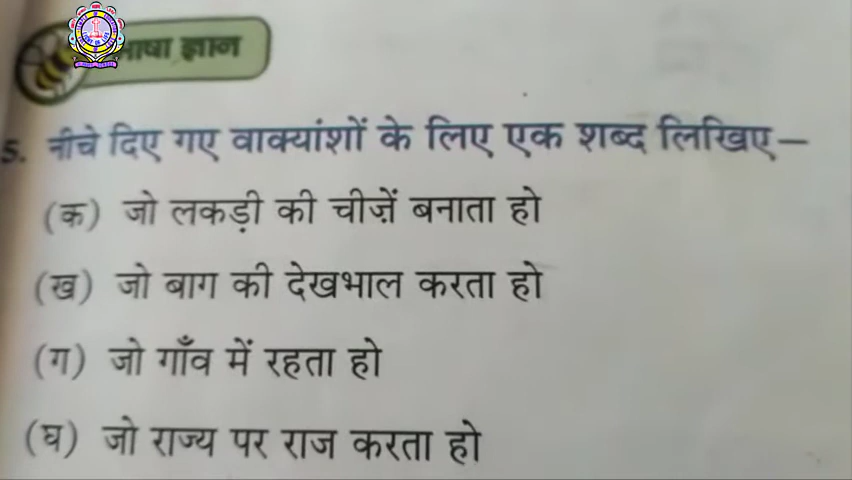 भाषा ज्ञान
5. नीचे दिए गए वाक्यांशों के लिए एक शब्द लिखिए—
(क) जो लकड़ी की चीज़ें बनाता हो
(ख) जो बाग की देखभाल करता हो
(ग) जो गाँव में रहता हो
(घ) जो राज्य पर राज करता हो